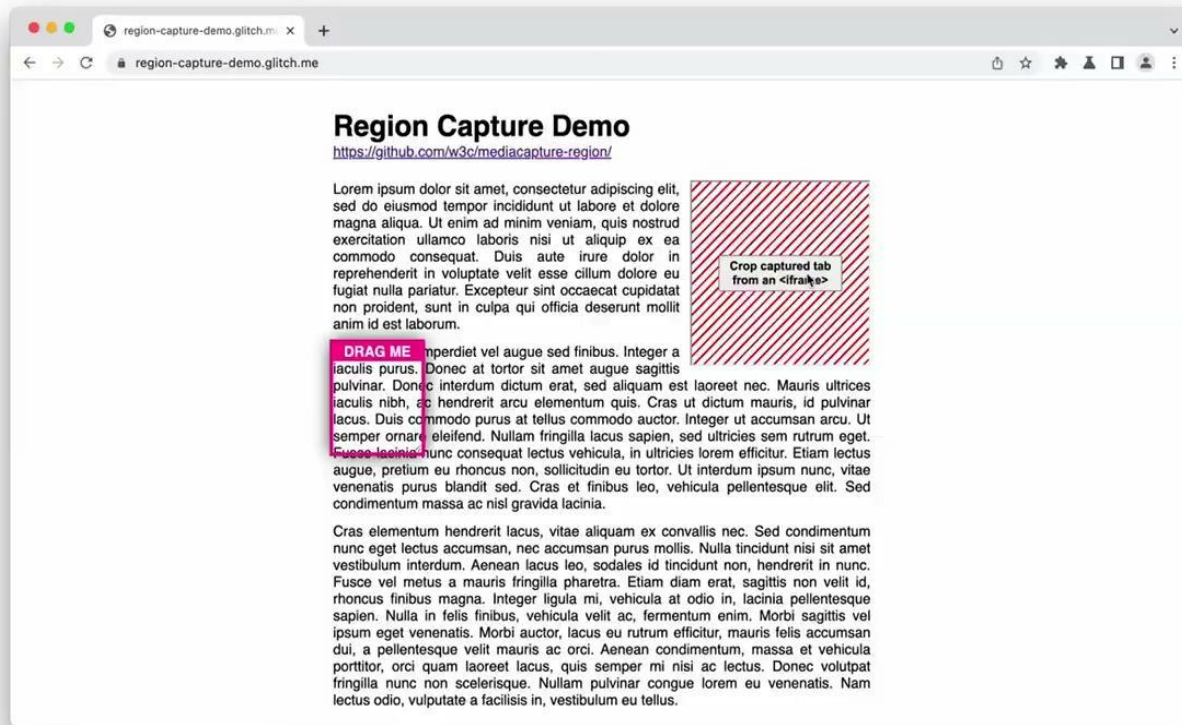 region-capture-demo.glitch.m
region-capture-demo.glitch.me
Region Capture Demo
https://github.com/w3c/mediacapture-region/
Lorem ipsum dolor sit amet, consectetur adipiscing elit,
sed do eiusmod tempor incididunt ut labore et dolore
magna aliqua. Ut enim ad minim veniam, quis nostrud
exercitation ullamco laboris nisi ut aliquip ex ea
commodo consequat. Duis aute irure dolor in
reprehenderit in voluptate velit esse cillum dolore eu
fugiat nulla pariatur. Excepteur sint occaecat cupidatat
non proident, sunt in culpa qui officia deserunt mollit
anim id est laborum.
Crop captured tab
from an <iframe>
DRAG ME
mperdiet vel augue sed finibus. Integer a
iaculis purus. Donec at tortor sit amet augue sagittis
pulvinar. Donec interdum dictum erat, sed aliquam est laoreet nec. Mauris ultrices
iaculis nibh, ac hendrerit arcu elementum quis. Cras ut dictum mauris, id pulvinar
lacus. Duis commodo purus at tellus commodo auctor. Integer ut accumsan arcu. Ut
semper ornare eleifend. Nullam fringilla lacus sapien, sed ultricies sem rutrum eget.
Fusce lacinia nunc consequat lectus vehicula, in ultricies lorem efficitur. Etiam lectus
augue, pretium eu rhoncus non, sollicitudin eu tortor. Ut interdum ipsum nunc, vitae
venenatis purus blandit sed. Cras et finibus leo, vehicula pellentesque elit. Sed
condimentum massa ac nisl gravida lacinia.
Cras elementum hendrerit lacus, vitae aliquam ex convallis nec. Sed condimentum
nunc eget lectus accumsan, nec accumsan purus mollis. Nulla tincidunt nisi sit amet
vestibulum interdum. Aenean lacus leo, sodales id tincidunt non, hendrerit in nunc.
Fusce vel metus a mauris fringilla pharetra. Etiam diam erat, sagittis non velit id,
rhoncus finibus magna. Integer ligula mi, vehicula at odio in, lacinia pellentesque
sapien. Nulla in felis finibus, vehicula velit ac, fermentum enim. Morbi sagittis vel
ipsum eget venenatis. Morbi auctor, lacus eu rutrum efficitur, mauris felis accumsan
dui, a pellentesque velit mauris ac orci. Aenean condimentum, massa et vehicula
porttitor, orci quam laoreet lacus, quis semper mi nisi ac lectus. Donec volutpat
fringilla nunc non scelerisque. Nullam pulvinar congue lorem eu venenatis. Nam
lectus odio, vulputate a facilisis in, vestibulum eu tellus.